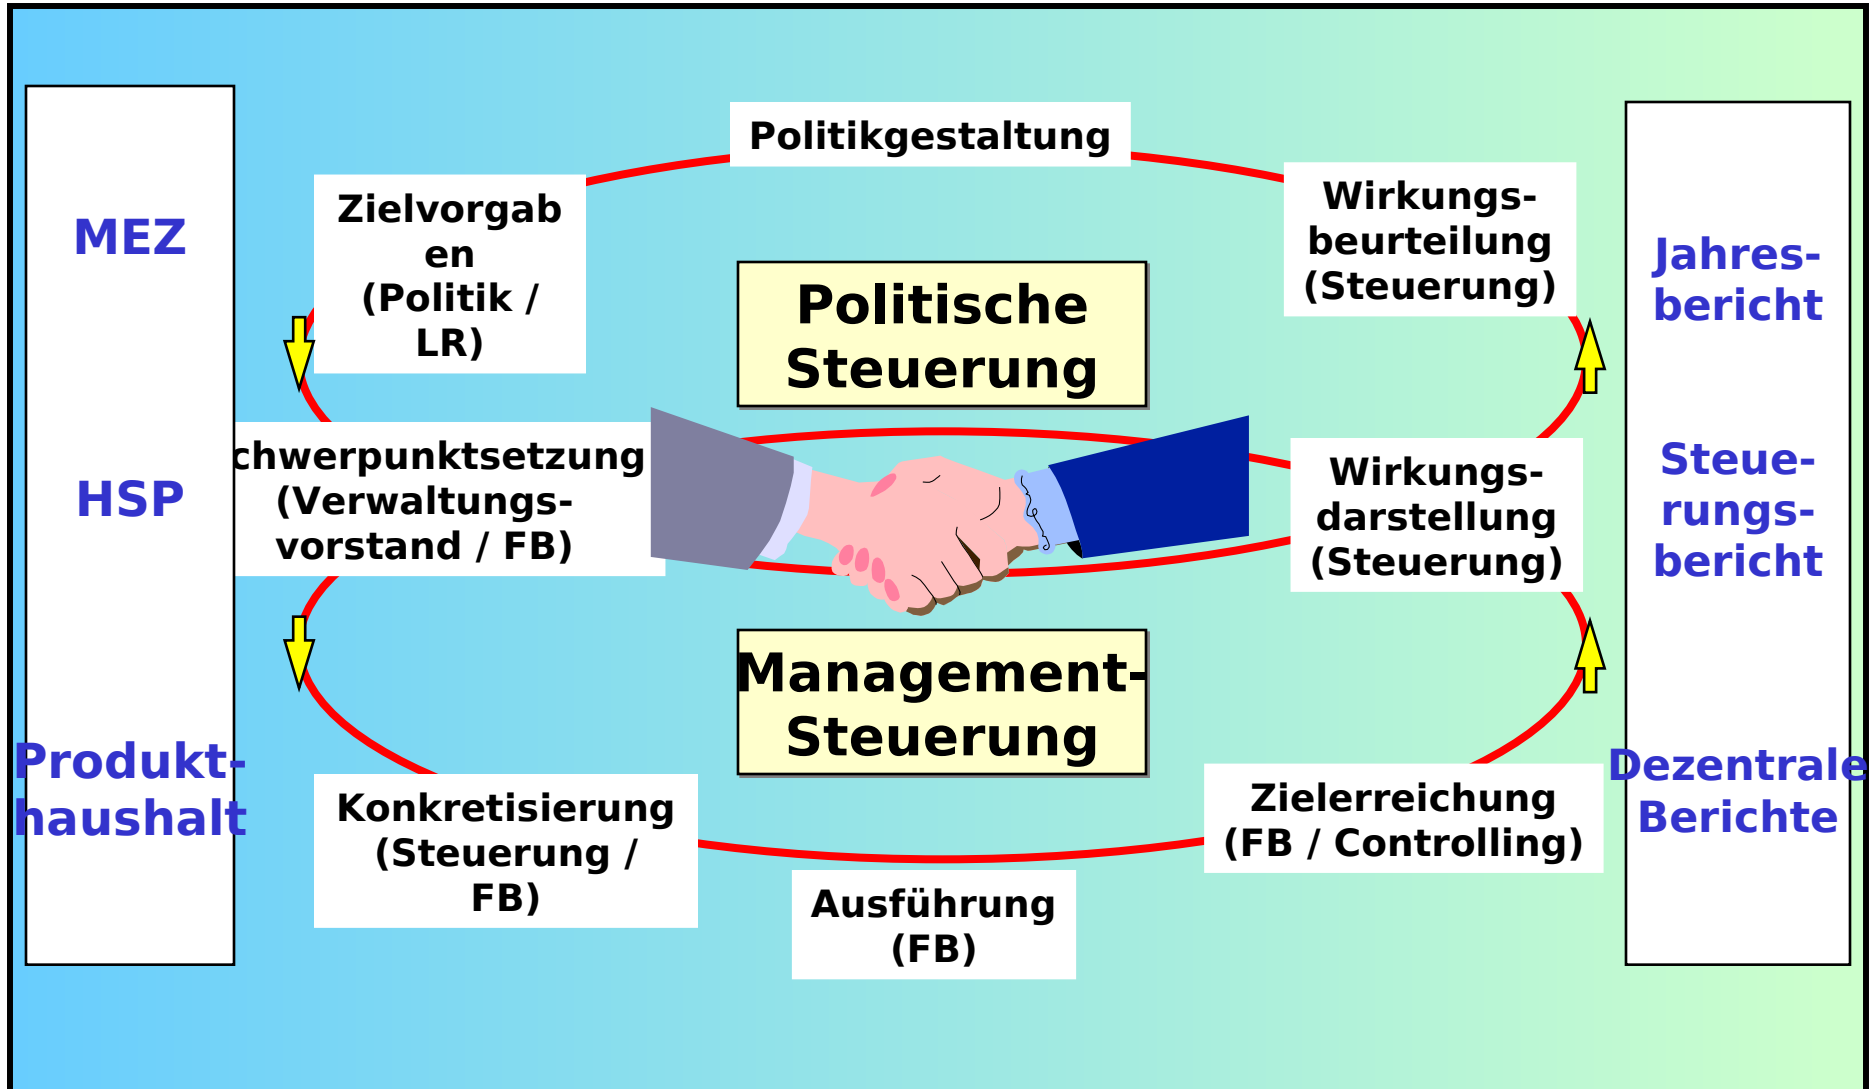 Politikgestaltung
Zielvorgab
en
(Politik /
LR)
Wirkungs-
beurteilung
(Steuerung)
MEZ
Jahres-
bericht
Politische
Steuerung
chwerpunktsetzung
(Verwaltungs-
vorstand / FB)
HSP
Wirkungs-
darstellung
(Steuerung)
Steue-
rungs-
bericht
Management-
Steuerung
Produkt-
haushalt
Konkretisierung
(Steuerung /
FB)
Ausführung
(FB)
Zielerreichung
(FB / Controlling)
Dezentrale
Berichte